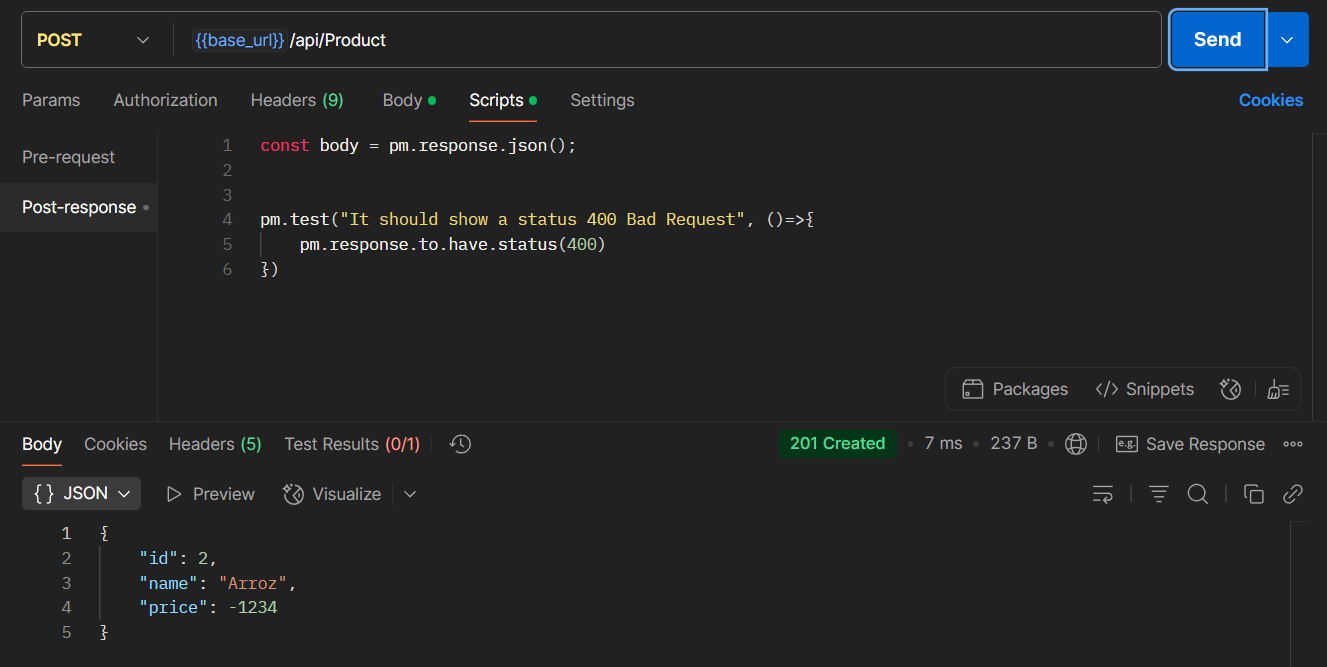 POST {{base_url}} /api/Product Send
Params Authorization Headers (9) Body Scripts Settings Cookies
Pre-request
Post-response
1 const body = pm.response.json();
2
3
4 pm.test("It should show a status 400 Bad Request", ()=>{
5 pm.response.to.have.status(400)
6 })
Packages </> Snippets
Body Cookies Headers (5) Test Results (0/1) 201 Created 7 ms 237 B e.g. Save Response
{} JSON Preview Visualize
1 {
2 "id": 2,
3 "name": "Arroz",
4 "price": -1234
5 }